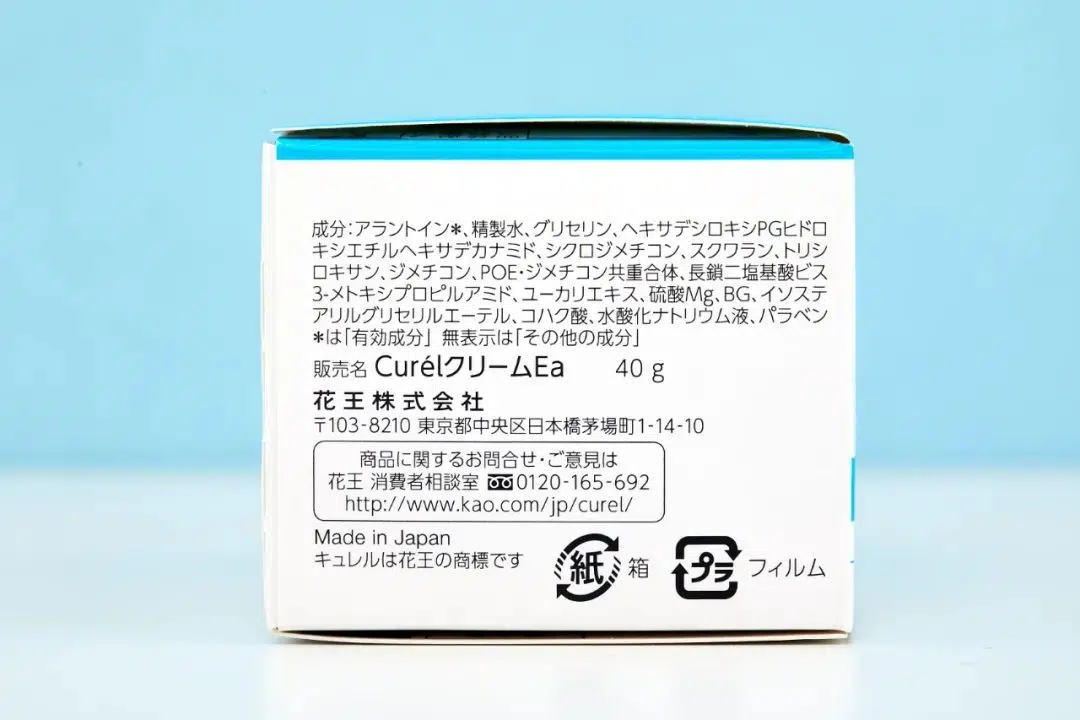 成分:アラントイン*、精製水、グリセリン、ヘキサデシロキシPGヒドロ
キシエチルヘキサデカナミド、シクロジメチコン、スクワラン、トリシ
ロキサン、ジメチコン、POE・ジメチコン共重合体、長鎖二塩基酸ビス
3-メトキシプロピルアミド、ユーカリエキス、硫酸Mg、BG、イソステ
アリルグリセリルエーテル、コハク酸、水酸化ナトリウム液、パラベン
*は「有効成分」 無表示は「その他の成分」
販売名 CurélクリームEa 40 g
花王株式会社
〒103-8210 東京都中央区日本橋茅場町1-14-10
商品に関するお問合せ・ご意見は
花王 消費者相談室 0120-165-692
http://www.kao.com/jp/curel/
Made in Japan
キュレルは花王の商標です
紙 箱 プラ フィルム